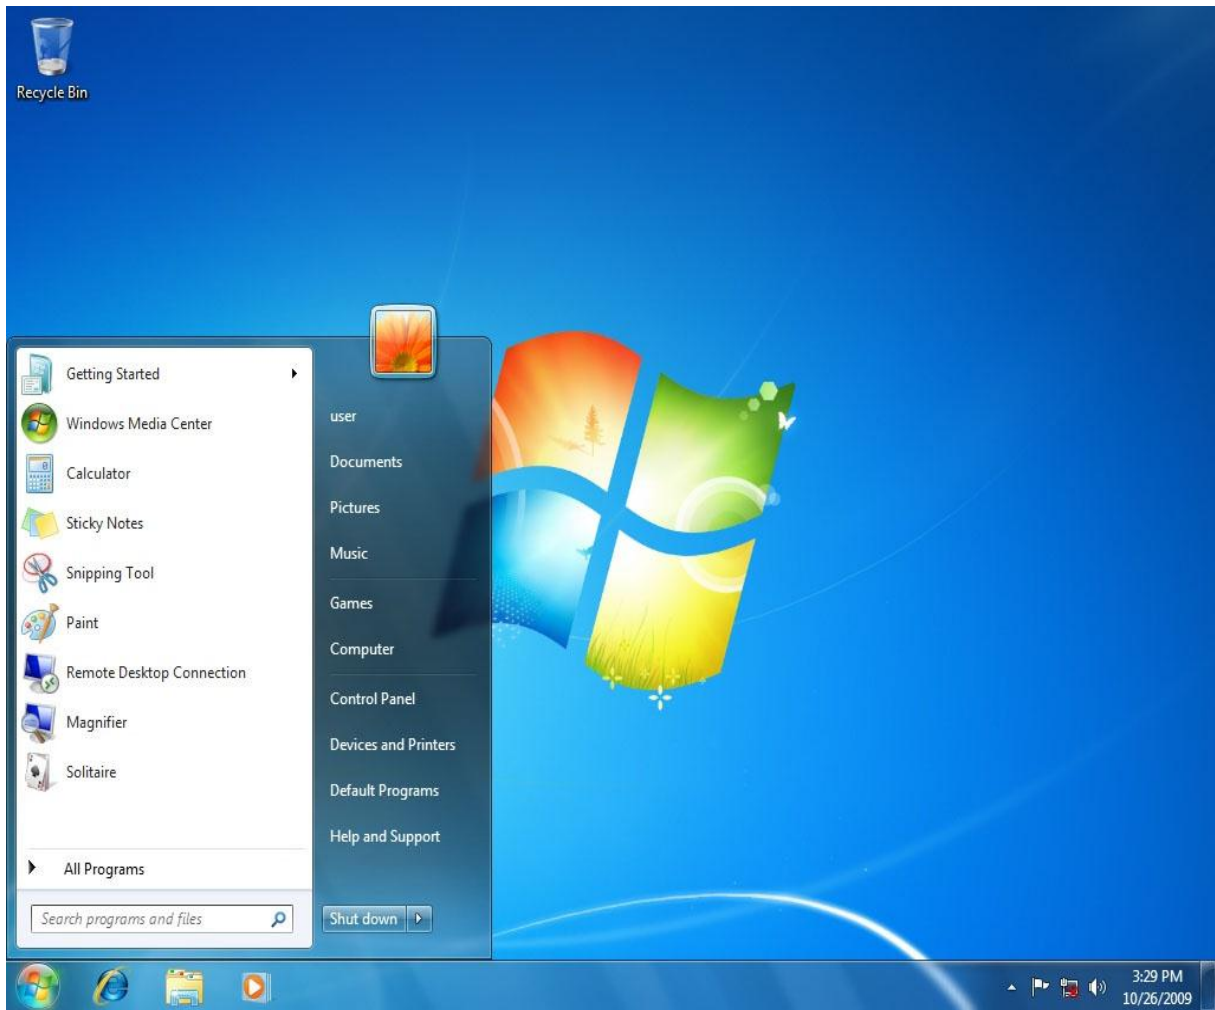 Recycle Bin
Getting Started
Windows Media Center
Calculator
Sticky Notes
Snipping Tool
Paint
Remote Desktop Connection
Magnifier
Solitaire
All Programs
Search programs and files
user
Documents
Pictures
Music
Games
Computer
Control Panel
Devices and Printers
Default Programs
Help and Support
Shut down
3:29 PM
10/26/2009